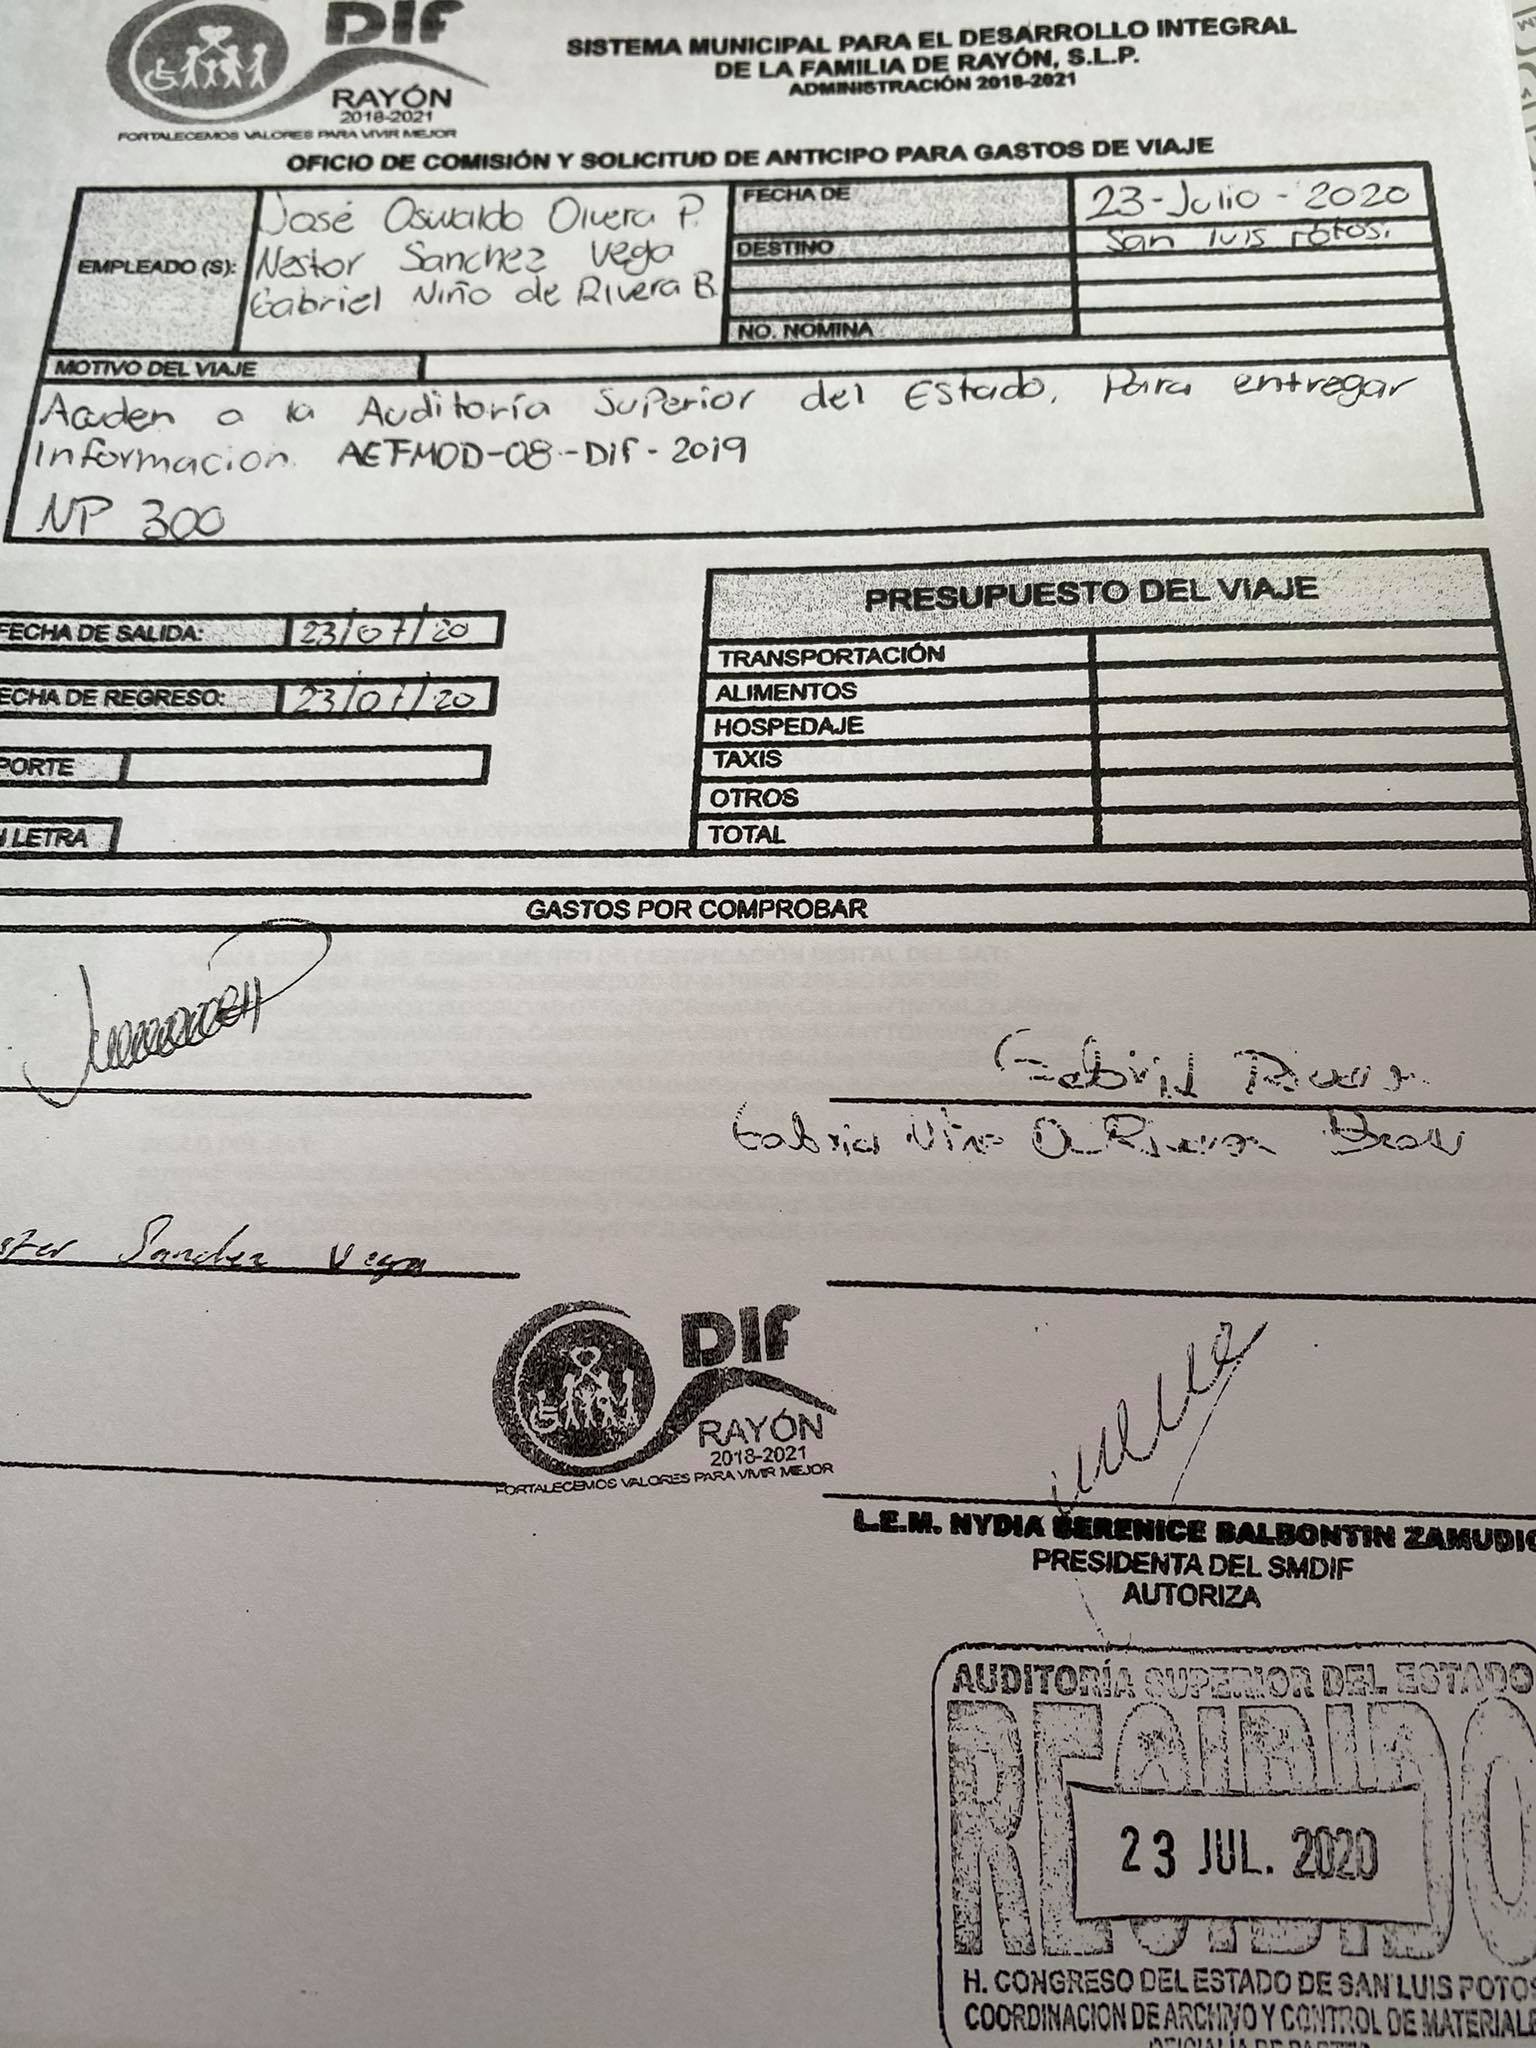 DIF
RAYÓN
2018-2021
FORTALECEMOS VALORES PARA VIVIR MEJOR
SISTEMA MUNICIPAL PARA EL DESARROLLO INTEGRAL
DE LA FAMILIA DE RAYÓN, S.L.P.
ADMINISTRACIÓN 2018-2021
OFICIO DE COMISIÓN Y SOLICITUD DE ANTICIPO PARA GASTOS DE VIAJE
EMPLEADO (S):
José Oswaldo Olvera P.
Nestor Sanchez Vega
Gabriel Niño de Rivera B.
FECHA DE 23-Julio-2020
DESTINO San luis Potosi
NO. NOMINA
MOTIVO DEL VIAJE
Acuden a la Auditoría Superior del Estado, Para entregar
Informacion AEFMOD-08-DIF-2019
NP 300
FECHA DE SALIDA: 23/07/20
ECHA DE REGRESO: 23/07/20
PORTE
LETRA
PRESUPUESTO DEL VIAJE
TRANSPORTACIÓN
ALIMENTOS
HOSPEDAJE
TAXIS
OTROS
TOTAL
GASTOS POR COMPROBAR
Gabriel Rivera
Sanchez Vega
DIF
RAYÓN
2018-2021
FORTALECEMOS VALORES PARA VIVIR MEJOR
L.E.M. NYDIA BERENICE BALBONTIN ZAMUDIO
PRESIDENTA DEL SMDIF
AUTORIZA
AUDITORÍA SUPERIOR DEL ESTADO
RECIBIDO
23 JUL. 2020
H. CONGRESO DEL ESTADO DE SAN LUIS POTOS
COORDINACION DE ARCHIVO Y CONTROL DE MATERIALE